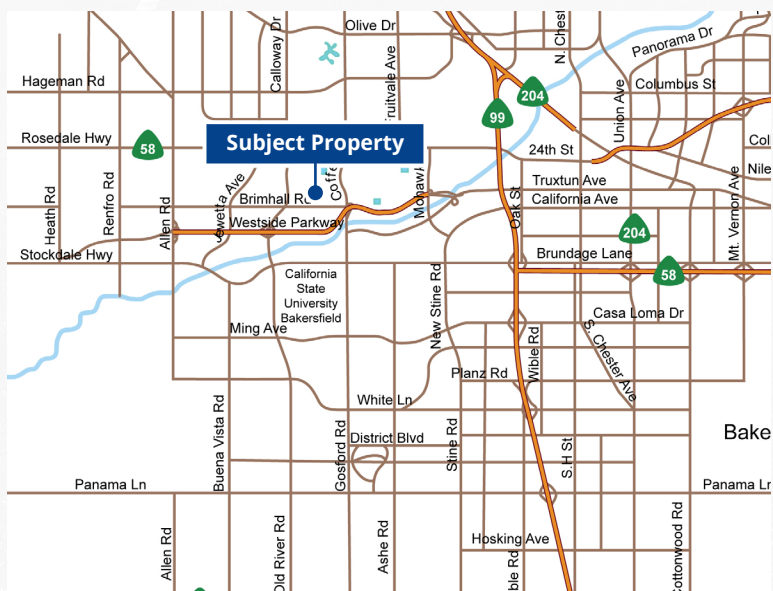 Olive Dr
Calloway Dr
Fruitvale Ave
N. Chest
Panorama Dr
Hageman Rd
Columbus St
204
99
Union Ave
Rosedale Hwy
58
Subject Property
24th St
Col
Nile
Jewetta Ave
Coffe
Mohawk
Truxtun Ave
Brimhall Rd
California Ave
Heath Rd
Renfro Rd
Allen Rd
Westside Parkway
Oak St
Mt. Vernon Ave
204
Stockdale Hwy
Brundage Lane
58
California
State
University
Bakersfield
New Stine Rd
Casa Loma Dr
Ming Ave
Wible Rd
S. Chester Ave
Planz Rd
White Ln
Buena Vista Rd
Gosford Rd
District Blvd
Stine Rd
S.H St
Bake
Panama Ln
Panama Ln
Allen Rd
Old River Rd
Ashe Rd
Hosking Ave
ble Rd
Cottonwood Rd